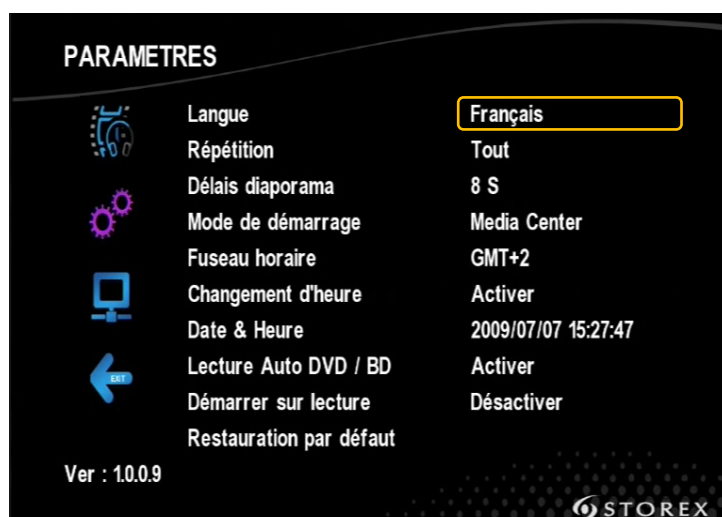 PARAMETRES
Langue Français
Répétition Tout
Délais diaporama 8 S
Mode de démarrage Media Center
Fuseau horaire GMT+2
Changement d'heure Activer
Date & Heure 2009/07/07 15:27:47
Lecture Auto DVD / BD Activer
Démarrer sur lecture Désactiver
Restauration par défaut
EXT
Ver : 1.0.0.9
STOREX